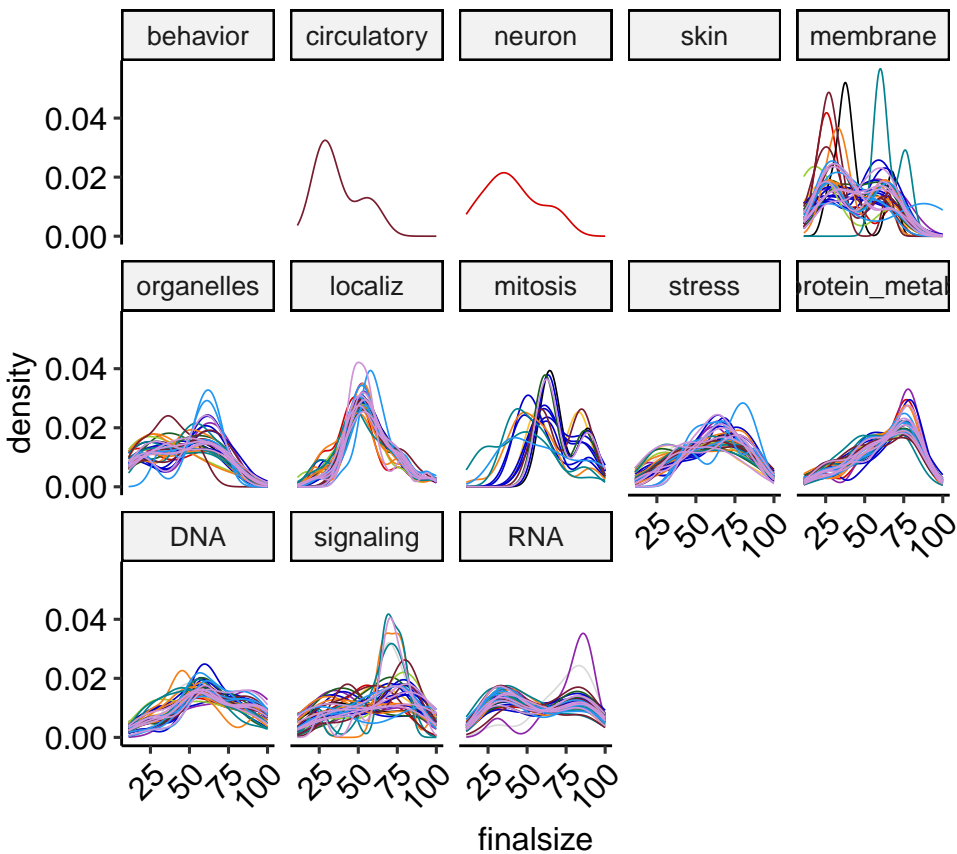 behavior circulatory neuron skin membrane
0.04
0.02
0.00
organelles localiz mitosis stress protein_metab
0.04
0.02
0.00
density
25 50 75 100 25 50 75 100
DNA signaling RNA
0.04
0.02
0.00
25 50 75 100 25 50 75 100 25 50 75 100
finalsize